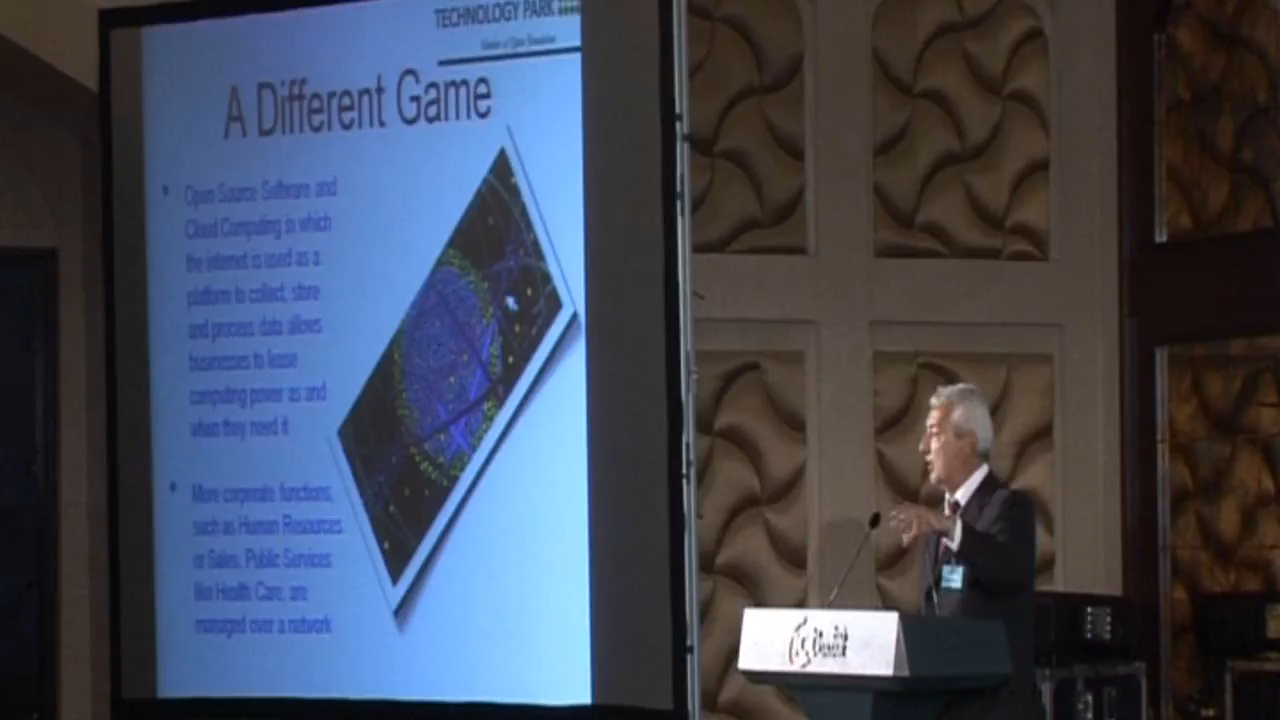 TECHNOLOGY PARK
A Different Game
• Open Source Software and
Cloud Computing in which
the internet is used as a
platform to collect, store
and process data allows
businesses to lease
computing power as and
when they need it
• More corporate functions,
such as Human Resources
or Sales, Public Services
like Health Care, are
managed over a network